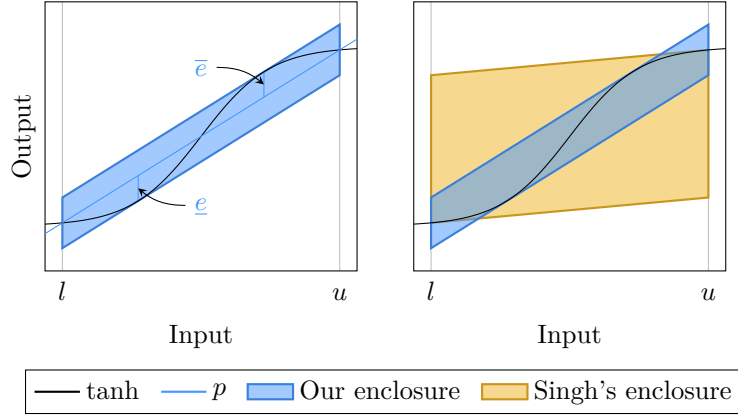 Output
e̅
e̲
l
u
Input
l
u
Input
tanh p Our enclosure Singh's enclosure